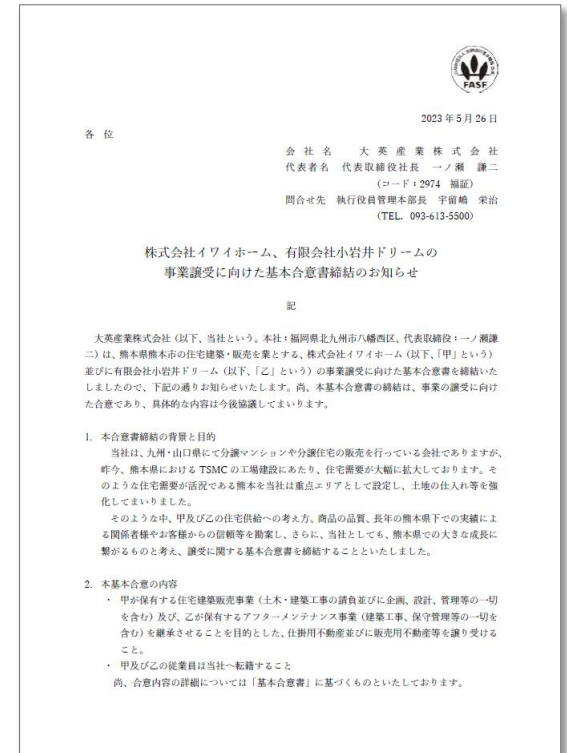 FASF
2023年5月26日
各 位
会 社 名 大 英 産 業 株 式 会 社
代表者名 代表取締役社長 一ノ瀬 謙二
(コード:2974 福証)
問合せ先 執行役員管理本部長 宇留嶋 栄治
(TEL. 093-613-5500)
株式会社イワイホーム、有限会社小岩井ドリームの
事業譲受に向けた基本合意書締結のお知らせ
記
大英産業株式会社(以下、当社という。本社:福岡県北九州市八幡西区、代表取締役:一ノ瀬謙
二)は、熊本県熊本市の住宅建築・販売を業とする、株式会社イワイホーム(以下、「甲」という)
並びに有限会社小岩井ドリーム(以下、「乙」という)の事業譲受に向けた基本合意書を締結いた
しましたので、下記の通りお知らせいたします。尚、本基本合意書の締結は、事業の譲受に向け
た合意であり、具体的な内容は今後協議してまいります。
1. 本合意書締結の背景と目的
当社は、九州・山口県にて分譲マンションや分譲住宅の販売を行っている会社でありますが、
昨今、熊本県における TSMC の工場建設にあたり、住宅需要が大幅に拡大しております。そ
のような住宅需要が活況である熊本を当社は重点エリアとして設定し、土地の仕入れ等を強
化してまいりました。
そのような中、甲及び乙の住宅供給への考え方、商品の品質、長年の熊本県下での実績によ
る関係者様やお客様からの信頼等を勘案し、さらに、当社としても、熊本での大きな成長に
繋がるものと考え、譲受に関する基本合意書を締結することといたしました。
2. 本基本合意の内容
・ 甲が保有する住宅建築販売事業(土木・建築工事の請負並びに企画、設計、管理等の一切
を含む)及び、乙が保有するアフターメンテナンス事業(建築工事、保守管理等の一切を
含む)を継承させることを目的とした、仕掛用不動産並びに販売用不動産等を譲り受ける
こと。
・ 甲及び乙の従業員は当社へ転籍すること
尚、合意内容の詳細については「基本合意書」に基づくものといたしております。